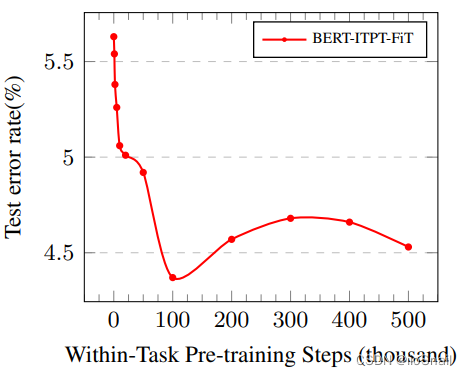 BERT-ITPT-FiT
5.5
5
4.5
Test error rate(%)
0 100 200 300 400 500
Within-Task Pre-training Steps (thousand)